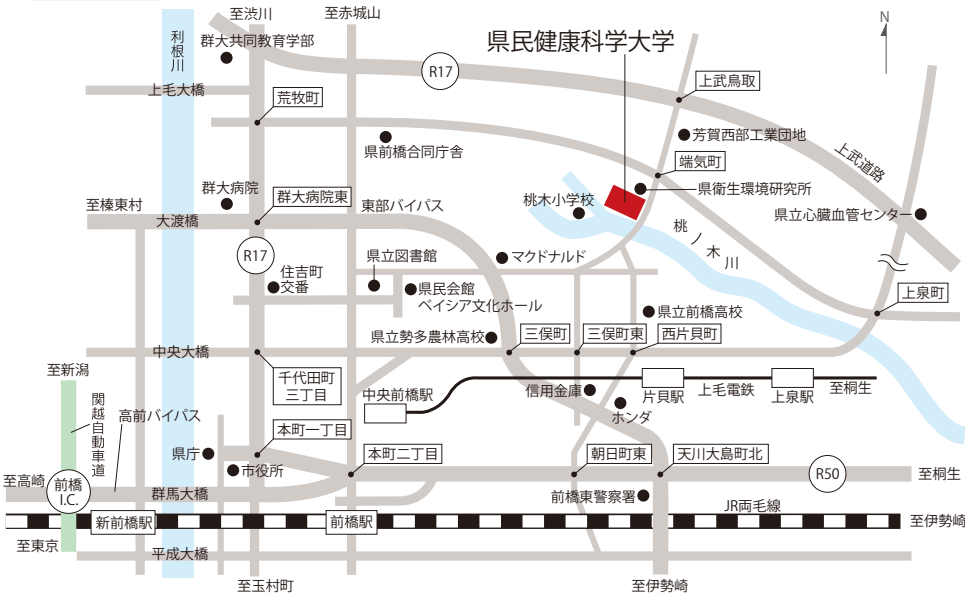 至渋川
至赤城山
N
利根川
群大共同教育学部
県民健康科学大学
R17
上毛大橋
荒牧町
上武鳥取
芳賀西部工業団地
上武道路
県前橋合同庁舎
端気町
群大病院
群大病院東
県衛生環境研究所
桃木小学校
至榛東村
大渡橋
東部バイパス
県立心臓血管センター
桃ノ木川
R17
住吉町
交番
県立図書館
マクドナルド
県民会館
ベイシア文化ホール
上泉町
県立前橋高校
県立勢多農林高校
三俣町
三俣町東
西片貝町
中央大橋
至新潟
千代田町
三丁目
中央前橋駅
信用金庫
片貝駅
上毛電鉄
上泉駅
至桐生
ホンダ
関越自動車道
高前バイパス
本町一丁目
県庁
市役所
本町二丁目
朝日町東
天川大島町北
R50
至桐生
至高崎
前橋
I.C.
群馬大橋
前橋東警察署
JR両毛線
新前橋駅
前橋駅
至伊勢崎
至東京
平成大橋
至玉村町
至伊勢崎